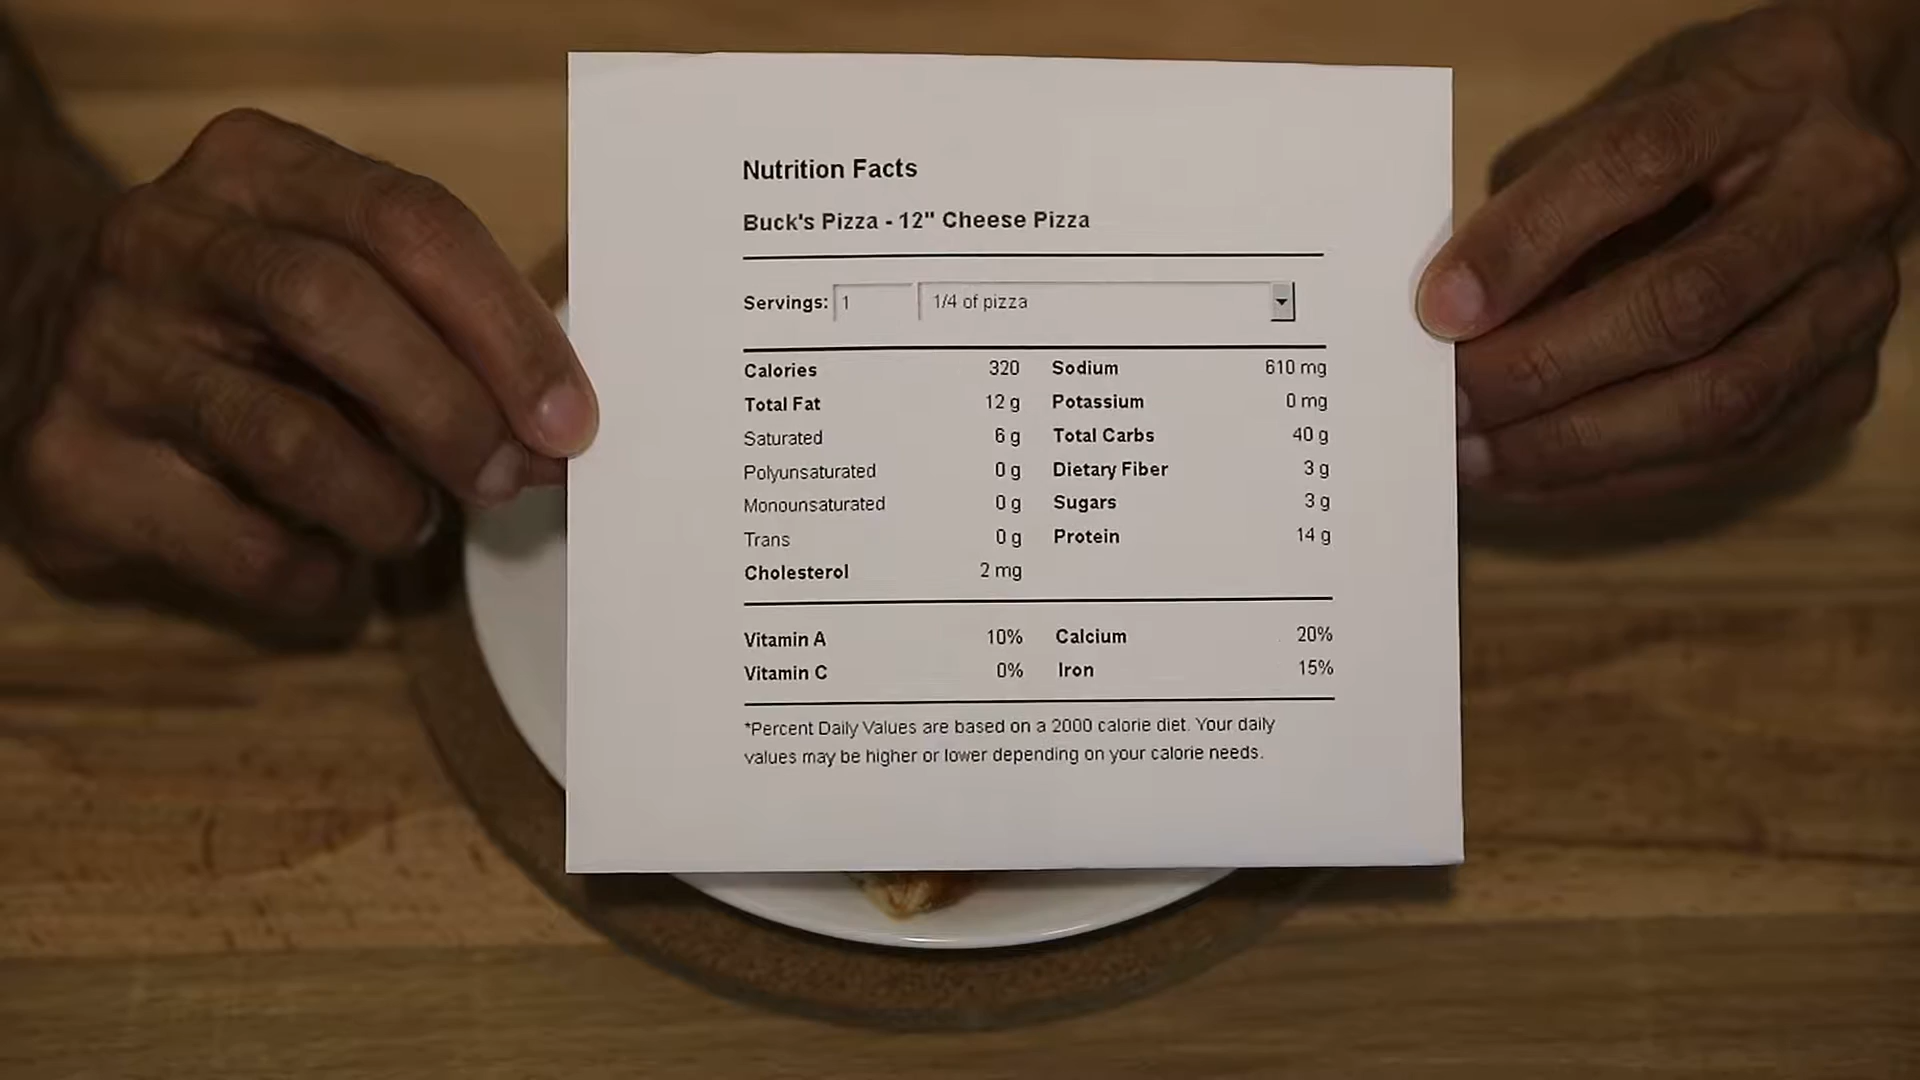 Nutrition Facts
Buck's Pizza - 12" Cheese Pizza
Servings: 1 1/4 of pizza
Calories 320 Sodium 610 mg
Total Fat 12 g Potassium 0 mg
Saturated 6 g Total Carbs 40 g
Polyunsaturated 0 g Dietary Fiber 3 g
Monounsaturated 0 g Sugars 3 g
Trans 0 g Protein 14 g
Cholesterol 2 mg
Vitamin A 10% Calcium 20%
Vitamin C 0% Iron 15%
*Percent Daily Values are based on a 2000 calorie diet. Your daily
values may be higher or lower depending on your calorie needs.